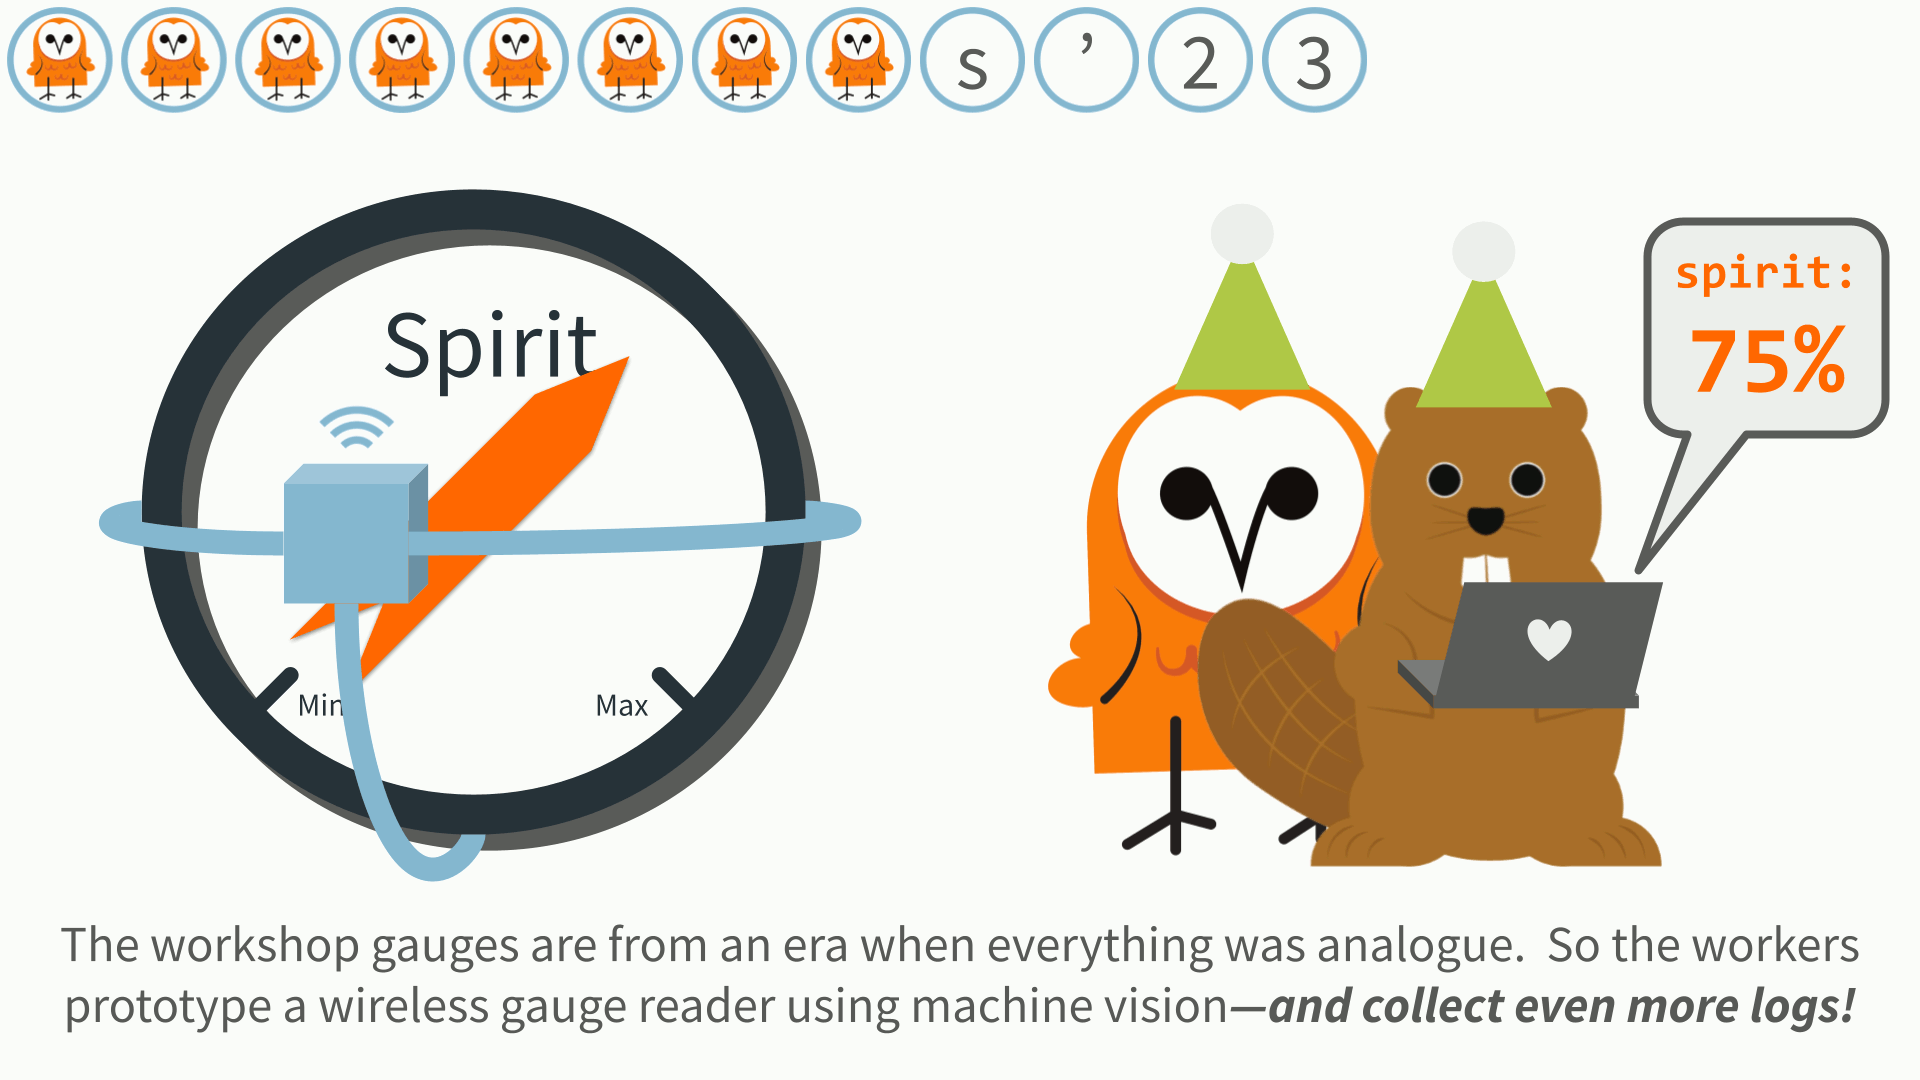 s ’ 2 3
Spirit
Min
Max
spirit:
75%
The workshop gauges are from an era when everything was analogue.  So the workers
prototype a wireless gauge reader using machine vision—and collect even more logs!